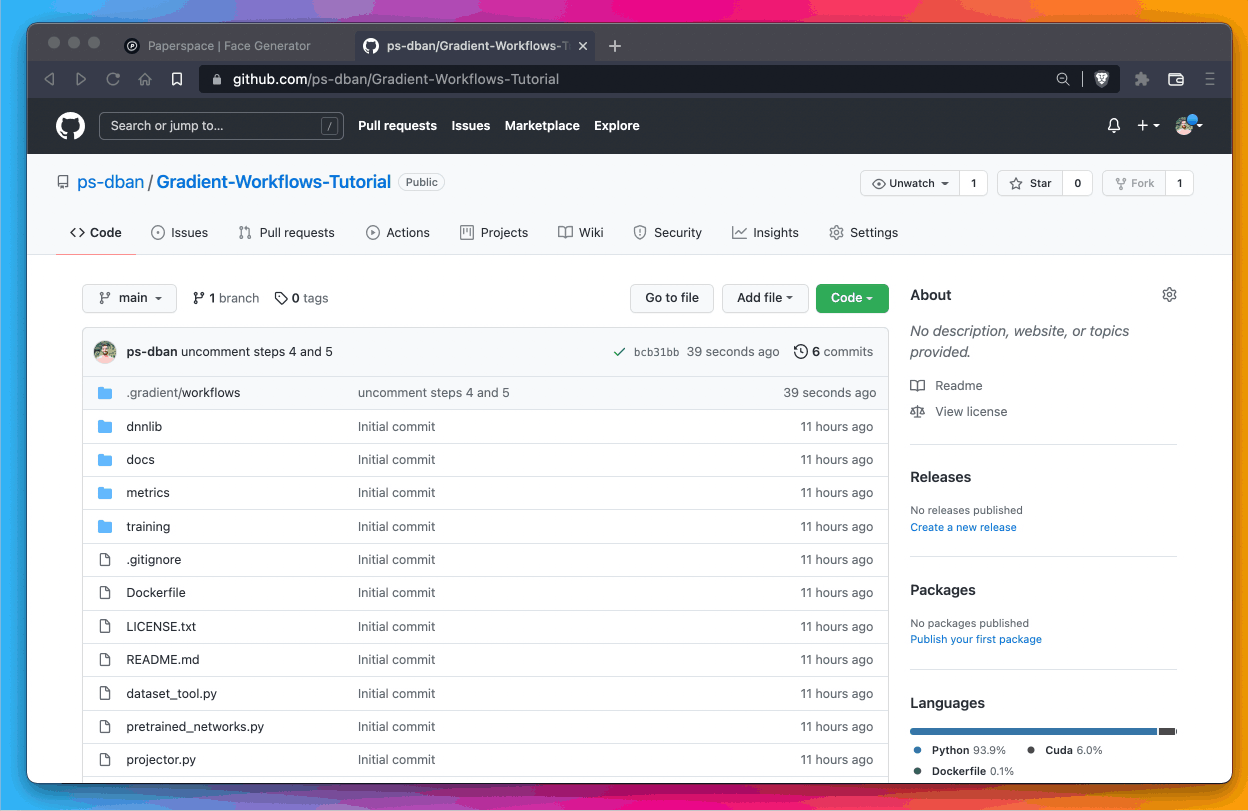 Paperspace | Face Generator
ps-dban/Gradient-Workflows-T
github.com/ps-dban/Gradient-Workflows-Tutorial
Search or jump to... /
Pull requests Issues Marketplace Explore
ps-dban / Gradient-Workflows-Tutorial Public
Unwatch 1 Star 0 Fork 1
Code Issues Pull requests Actions Projects Wiki Security Insights Settings
main 1 branch 0 tags Go to file Add file Code
ps-dban uncomment steps 4 and 5 bcb31bb 39 seconds ago 6 commits
.gradient/workflows uncomment steps 4 and 5 39 seconds ago
dnnlib Initial commit 11 hours ago
docs Initial commit 11 hours ago
metrics Initial commit 11 hours ago
training Initial commit 11 hours ago
.gitignore Initial commit 11 hours ago
Dockerfile Initial commit 11 hours ago
LICENSE.txt Initial commit 11 hours ago
README.md Initial commit 11 hours ago
dataset_tool.py Initial commit 11 hours ago
pretrained_networks.py Initial commit 11 hours ago
projector.py Initial commit 11 hours ago
About
No description, website, or topics
provided.
Readme
View license
Releases
No releases published
Create a new release
Packages
No packages published
Publish your first package
Languages
Python 93.9% Cuda 6.0%
Dockerfile 0.1%